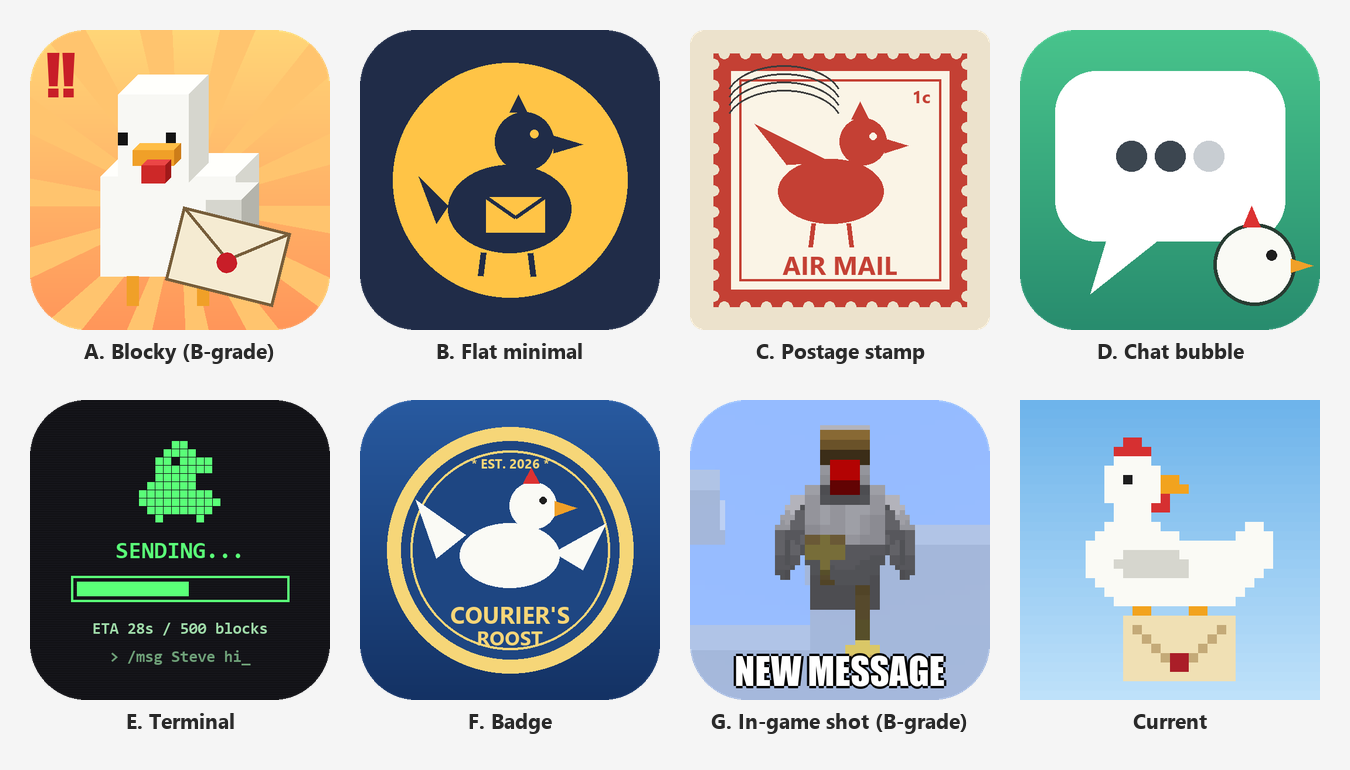 !!
A. Blocky (B-grade)
B. Flat minimal
1c
AIR MAIL
C. Postage stamp
D. Chat bubble
SENDING...
ETA 28s / 500 blocks
> /msg Steve hi_
E. Terminal
* EST. 2026 *
COURIER'S
ROOST
F. Badge
NEW MESSAGE
G. In-game shot (B-grade)
Current